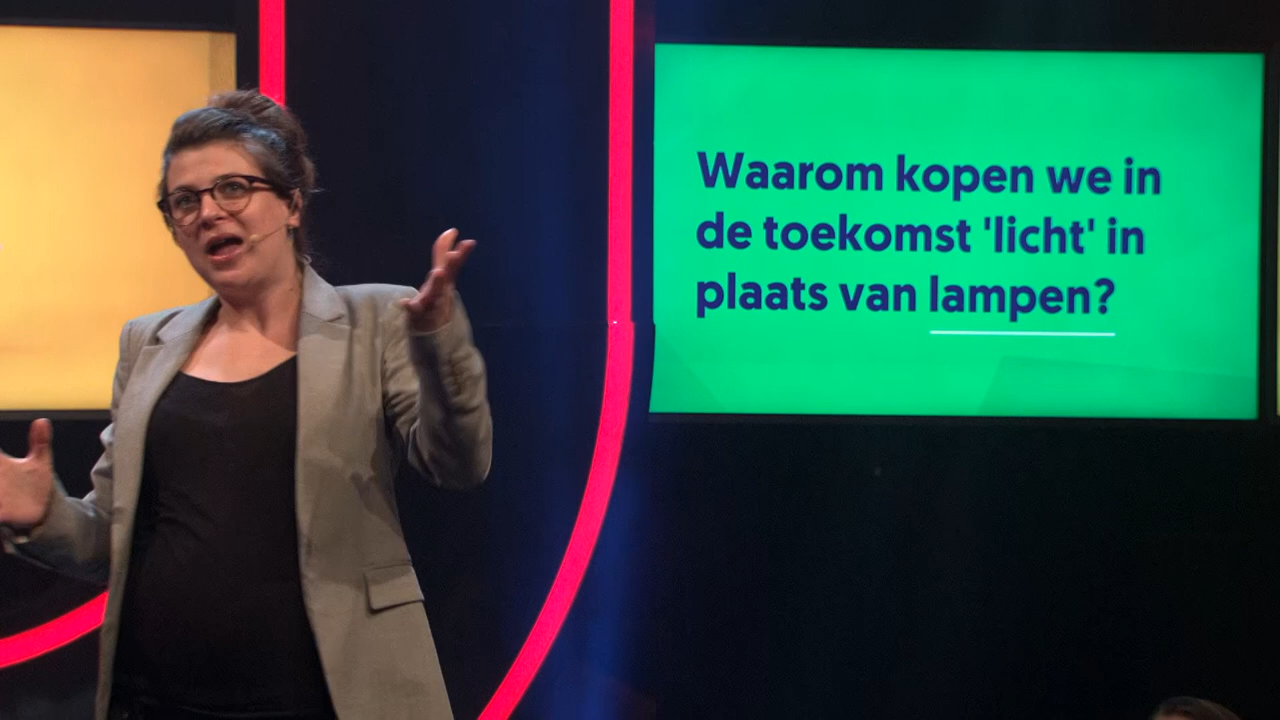 Waarom kopen we in
de toekomst 'licht' in
plaats van lampen?